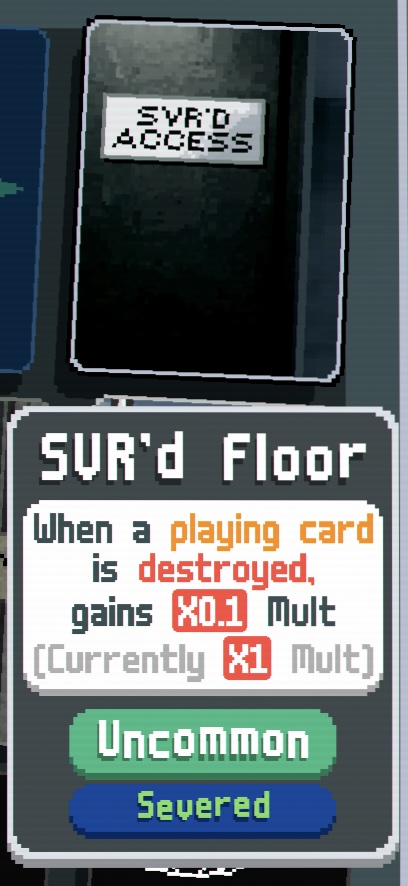 SVR'D
ACCESS
SVR'd Floor
When a playing card
is destroyed,
gains X0.1 Mult
(Currently X1 Mult)
Uncommon
Severed